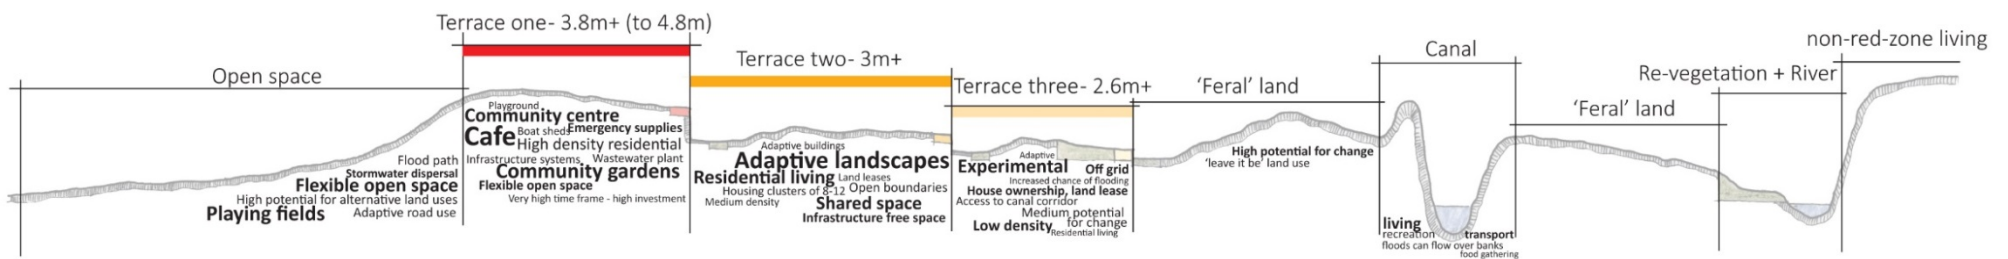 Open space
Flood path
Stormwater dispersal
Flexible open space
High potential for alternative land uses
Playing fields
Adaptive road use
Terrace one- 3.8m+ (to 4.8m)
Playground
Community centre
Cafe
Boat sheds
Emergency supplies
High density residential
Infrastructure systems
Wastewater plant
Community gardens
Flexible open space
Very high time frame - high investment
Terrace two- 3m+
Adaptive buildings
Adaptive landscapes
Residential living
Land leases
Housing clusters of 8-12
Open boundaries
Medium density
Shared space
Infrastructure free space
Terrace three- 2.6m+
Adaptive
Experimental
Off grid
Increased chance of flooding
House ownership, land lease
Access to canal corridor
Medium potential
for change
Low density
Residential living
‘Feral’ land
High potential for change
‘leave it be’ land use
Canal
living
recreation
transport
floods can flow over banks
food gathering
‘Feral’ land
Re-vegetation + River
non-red-zone living